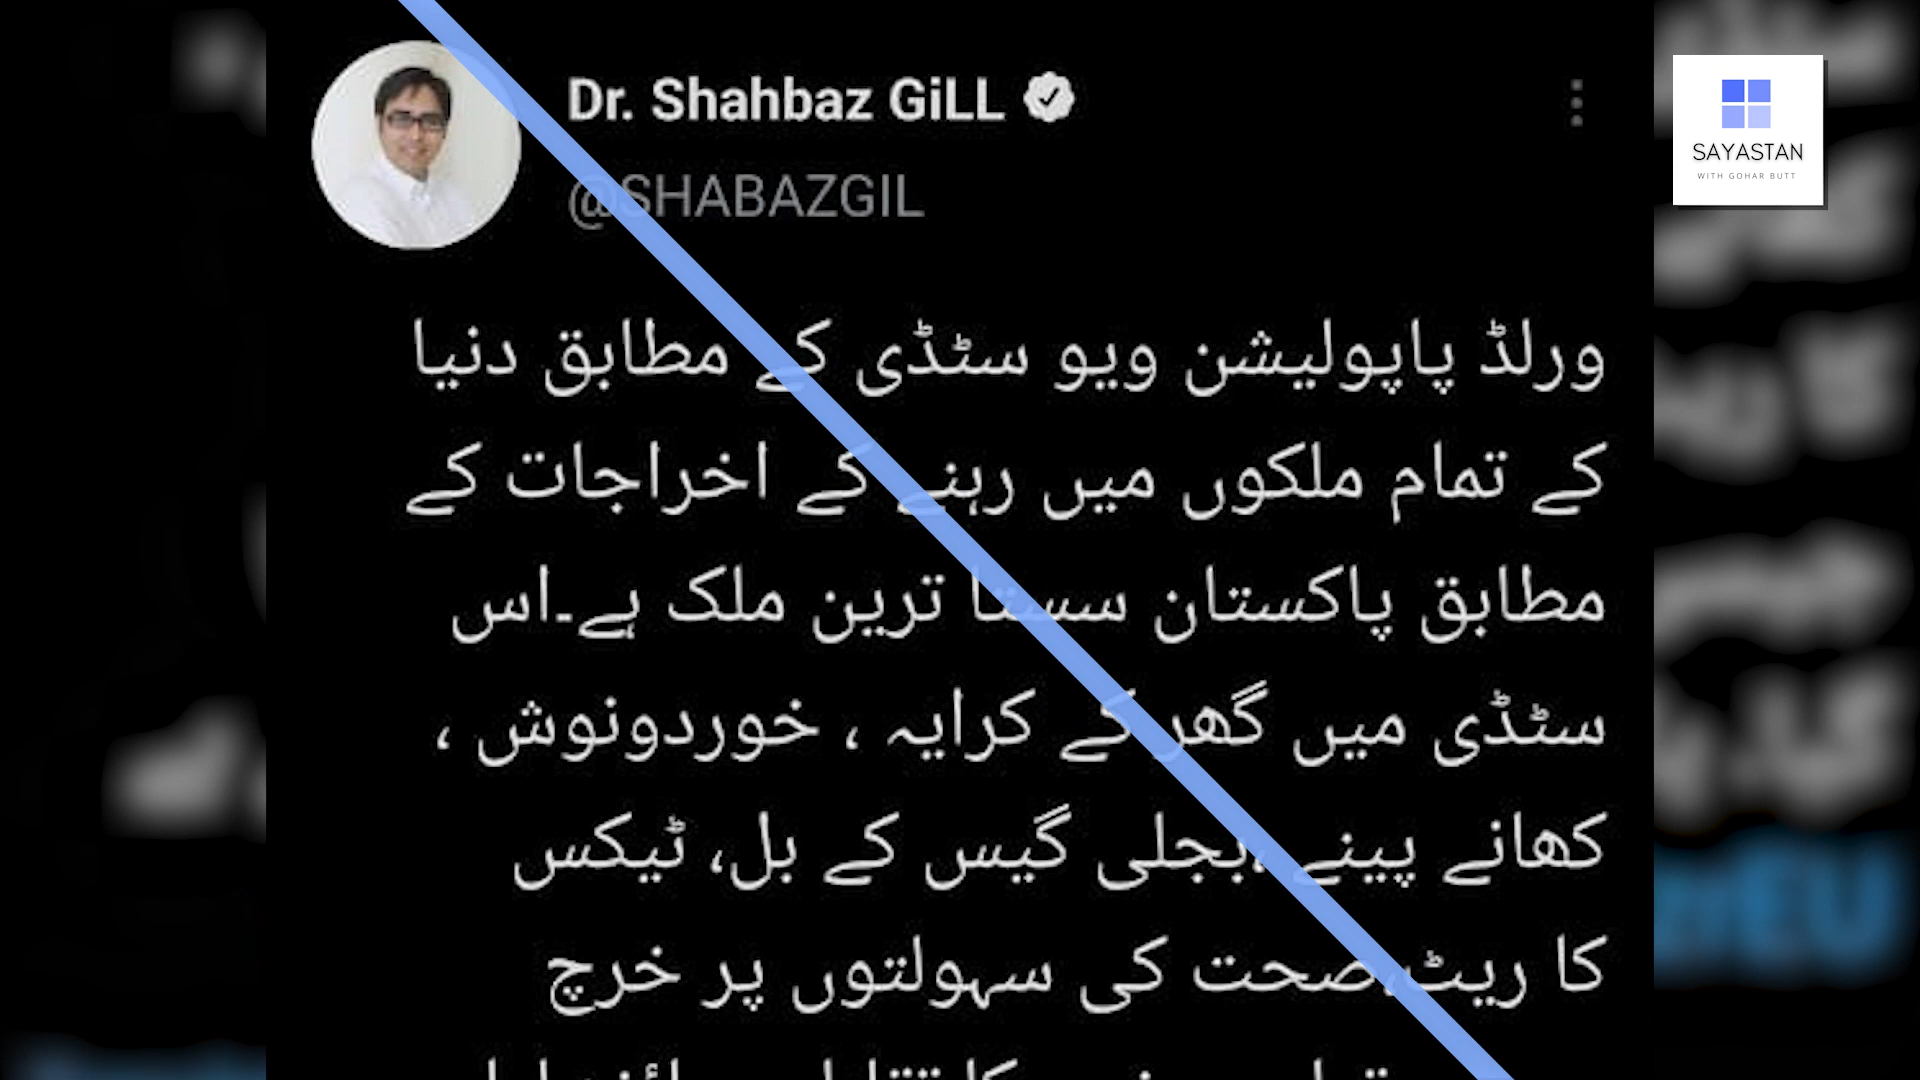 Dr. Shahbaz GiLL
@SHABAZGIL
ورلڈ پاپولیشن ویو سٹڈی کے مطابق دنیا
کے تمام ملکوں میں رہنے کے اخراجات کے
مطابق پاکستان سستا ترین ملک ہے۔اس
سٹڈی میں گھر کے کرایہ ، خوردونوش ،
کھانے پینے ،بجلی گیس کے بل، ٹیکس
کا ریٹ،صحت کی سہولتوں پر خرچ
SAYASTAN
WITH GOHAR BUTT